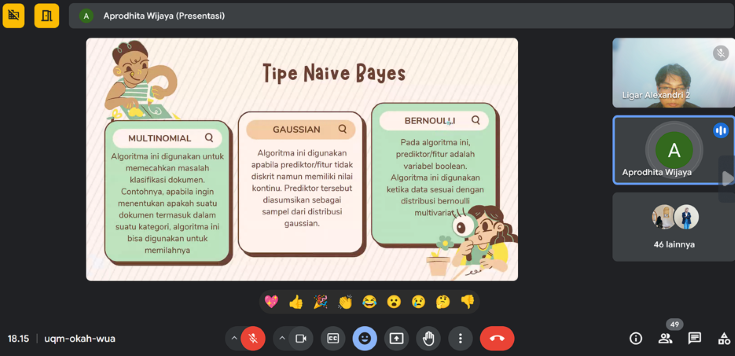 Aprodhita Wijaya (Presentasi)
Tipe Naive Bayes
MULTINOMIAL
Algoritma ini digunakan untuk
memecahkan masalah
klasifikasi dokumen.
Contohnya, apabila ingin
menentukan apakah suatu
dokumen termasuk dalam
suatu kategori, algoritma ini
bisa digunakan untuk
memilahnya
GAUSSIAN
Algoritma ini digunakan
apabila prediktor/fitur tidak
diskrit namun memiliki nilai
kontinu. Prediktor tersebut
diasumsikan sebagai
sampel dari distribusi
gaussian.
BERNOULLI
Pada algoritma ini,
prediktor/fitur adalah
variabel boolean.
Algoritma ini digunakan
ketika data sesuai dengan
distribusi bernoulli
multivariat
Ligar Alexandri 2
A
Aprodhita Wijaya
46 lainnya
18.15 | uqm-okah-wua
CC
49